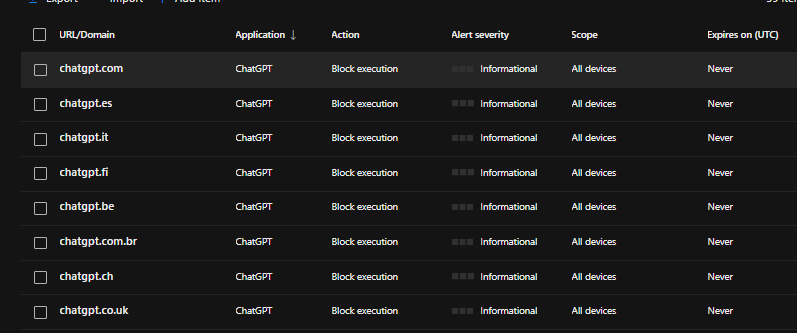 Export Import Add item
URL/Domain Application ↓ Action Alert severity Scope Expires on (UTC)
chatgpt.com ChatGPT Block execution Informational All devices Never
chatgpt.es ChatGPT Block execution Informational All devices Never
chatgpt.it ChatGPT Block execution Informational All devices Never
chatgpt.fi ChatGPT Block execution Informational All devices Never
chatgpt.be ChatGPT Block execution Informational All devices Never
chatgpt.com.br ChatGPT Block execution Informational All devices Never
chatgpt.ch ChatGPT Block execution Informational All devices Never
chatgpt.co.uk ChatGPT Block execution Informational All devices Never